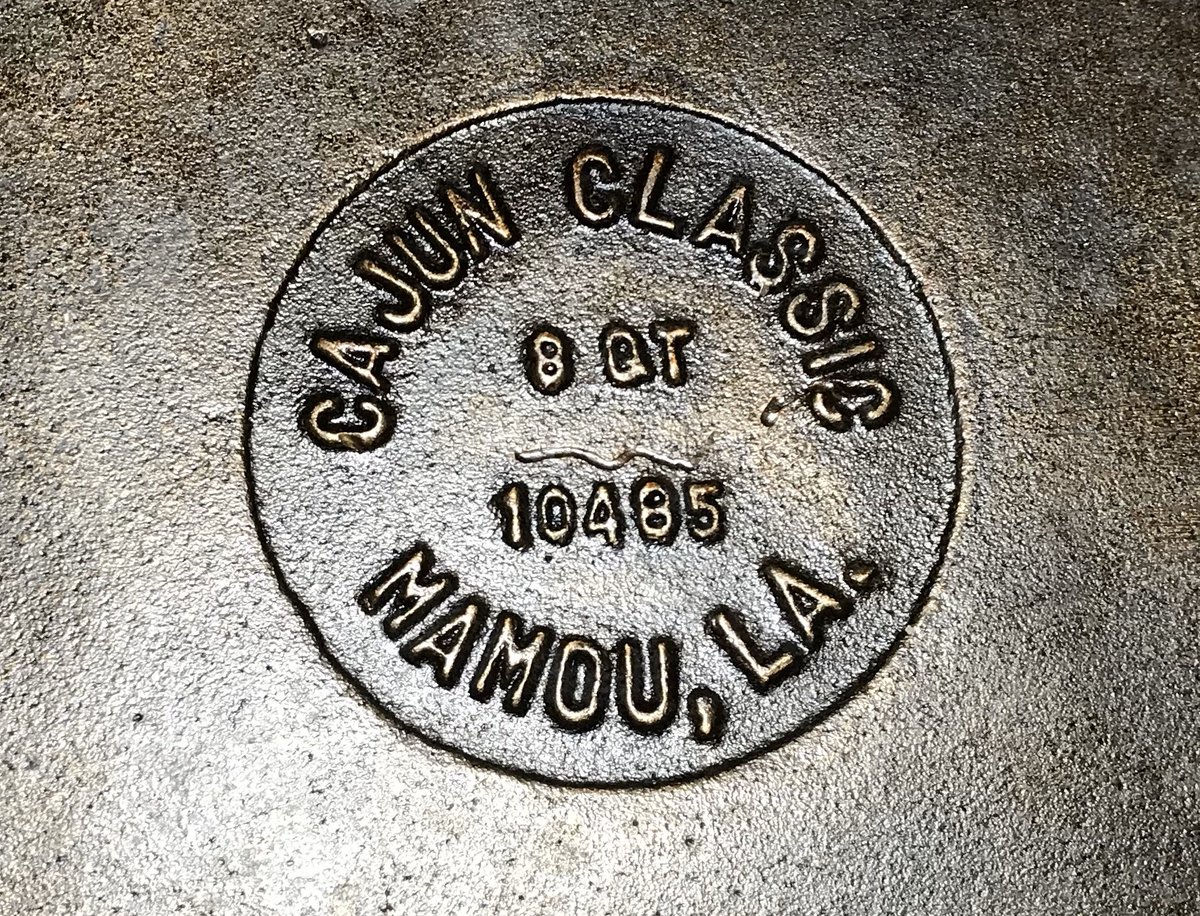 CAJUN CLASSIC
8 QT
10485
MAMOU, LA.